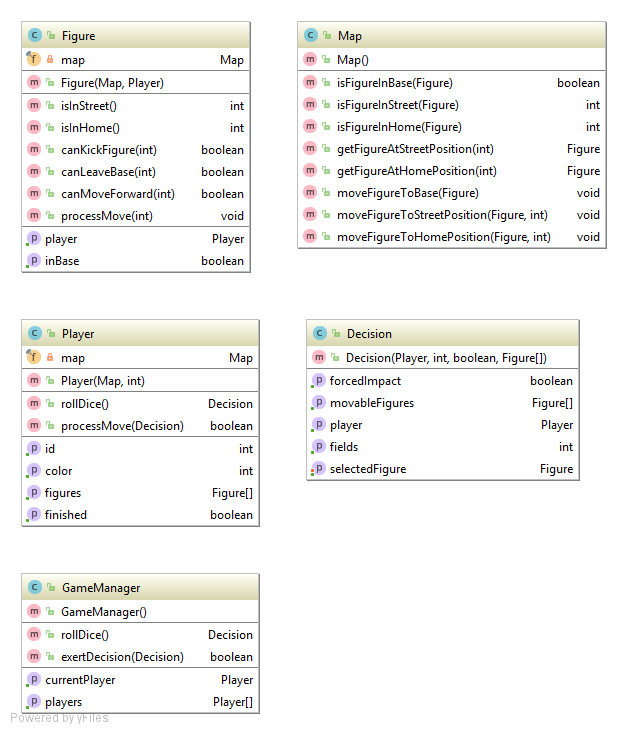 Figure
map Map
Figure(Map, Player)
isInStreet() int
isInHome() int
canKickFigure(int) boolean
canLeaveBase(int) boolean
canMoveForward(int) boolean
processMove(int) void
player Player
inBase boolean
Map
Map()
isFigureInBase(Figure) boolean
isFigureInStreet(Figure) int
isFigureInHome(Figure) int
getFigureAtStreetPosition(int) Figure
getFigureAtHomePosition(int) Figure
moveFigureToBase(Figure) void
moveFigureToStreetPosition(Figure, int) void
moveFigureToHomePosition(Figure, int) void
Player
map Map
Player(Map, int)
rollDice() Decision
processMove(Decision) boolean
id int
color int
figures Figure[]
finished boolean
Decision
Decision(Player, int, boolean, Figure[])
forcedImpact boolean
movableFigures Figure[]
player Player
fields int
selectedFigure Figure
GameManager
GameManager()
rollDice() Decision
exertDecision(Decision) boolean
currentPlayer Player
players Player[]
Powered by yFiles